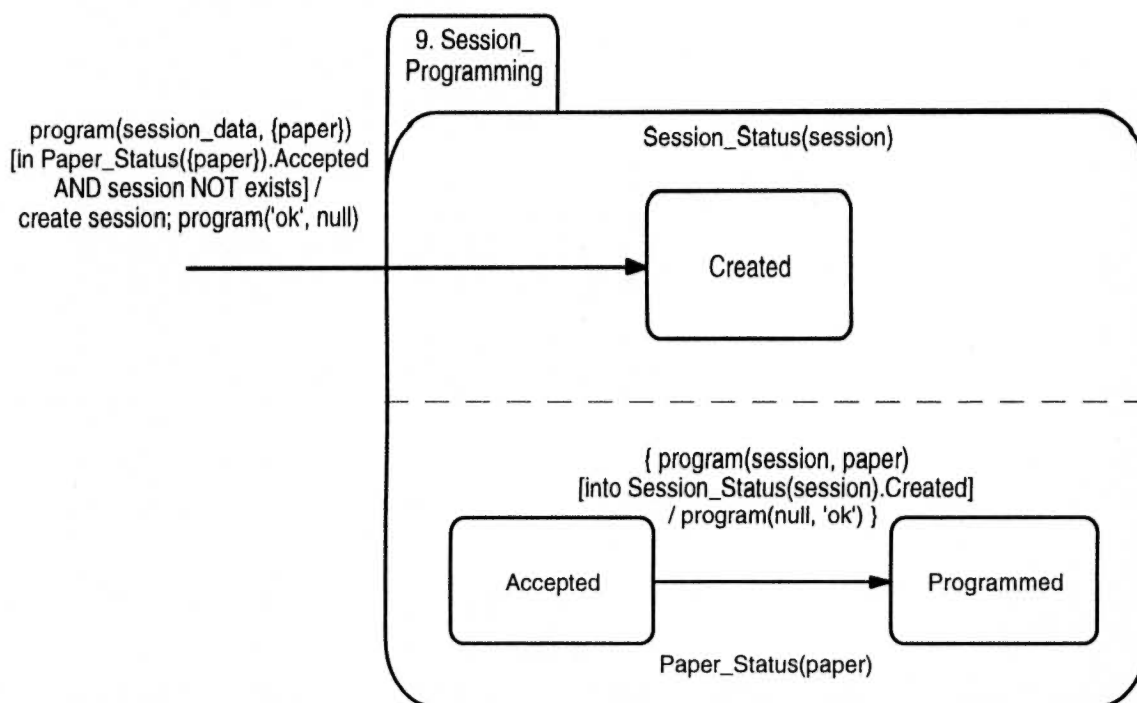 9. Session_
Programming
program(session_data, {paper})
[in Paper_Status({paper}).Accepted
AND session NOT exists] /
create session; program('ok', null)
Session_Status(session)
Created
{ program(session, paper)
[into Session_Status(session).Created]
/ program(null, 'ok') }
Accepted
Programmed
Paper_Status(paper)